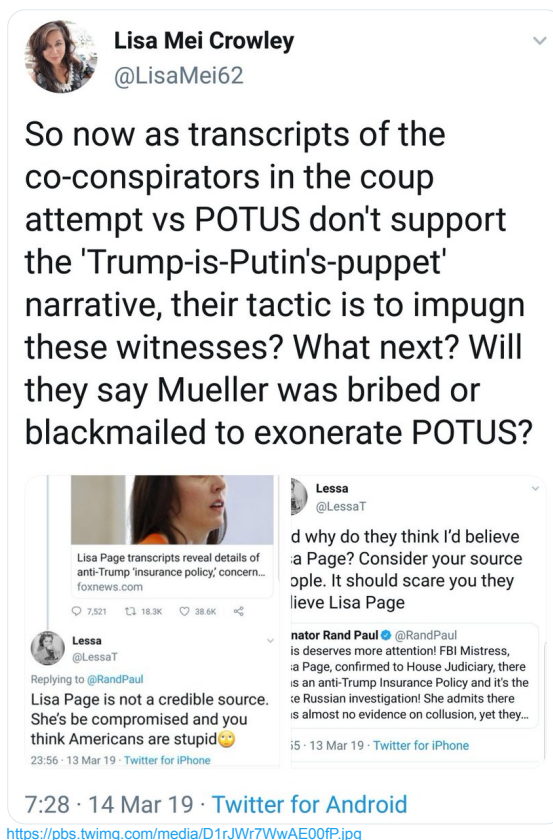 Lisa Mei Crowley
@LisaMei62
So now as transcripts of the
co-conspirators in the coup
attempt vs POTUS don't support
the 'Trump-is-Putin's-puppet'
narrative, their tactic is to impugn
these witnesses? What next? Will
they say Mueller was bribed or
blackmailed to exonerate POTUS?
Lisa Page transcripts reveal details of
anti-Trump 'insurance policy,' concern...
foxnews.com
7,521 18.3K 38.6K
Lessa
@LessaT
Replying to @RandPaul
Lisa Page is not a credible source.
She's be compromised and you
think Americans are stupid🙄
23:56 · 13 Mar 19 · Twitter for iPhone
Lessa
@LessaT
d why do they think I'd believe
a Page? Consider your source
ople. It should scare you they
lieve Lisa Page
nator Rand Paul @RandPaul
is deserves more attention! FBI Mistress,
a Page, confirmed to House Judiciary, there
s an anti-Trump Insurance Policy and it's the
ke Russian investigation! She admits there
s almost no evidence on collusion, yet they...
55 · 13 Mar 19 · Twitter for iPhone
7:28 · 14 Mar 19 · Twitter for Android
https://pbs.twimg.com/media/D1rJWr7WwAE00fP.jpg